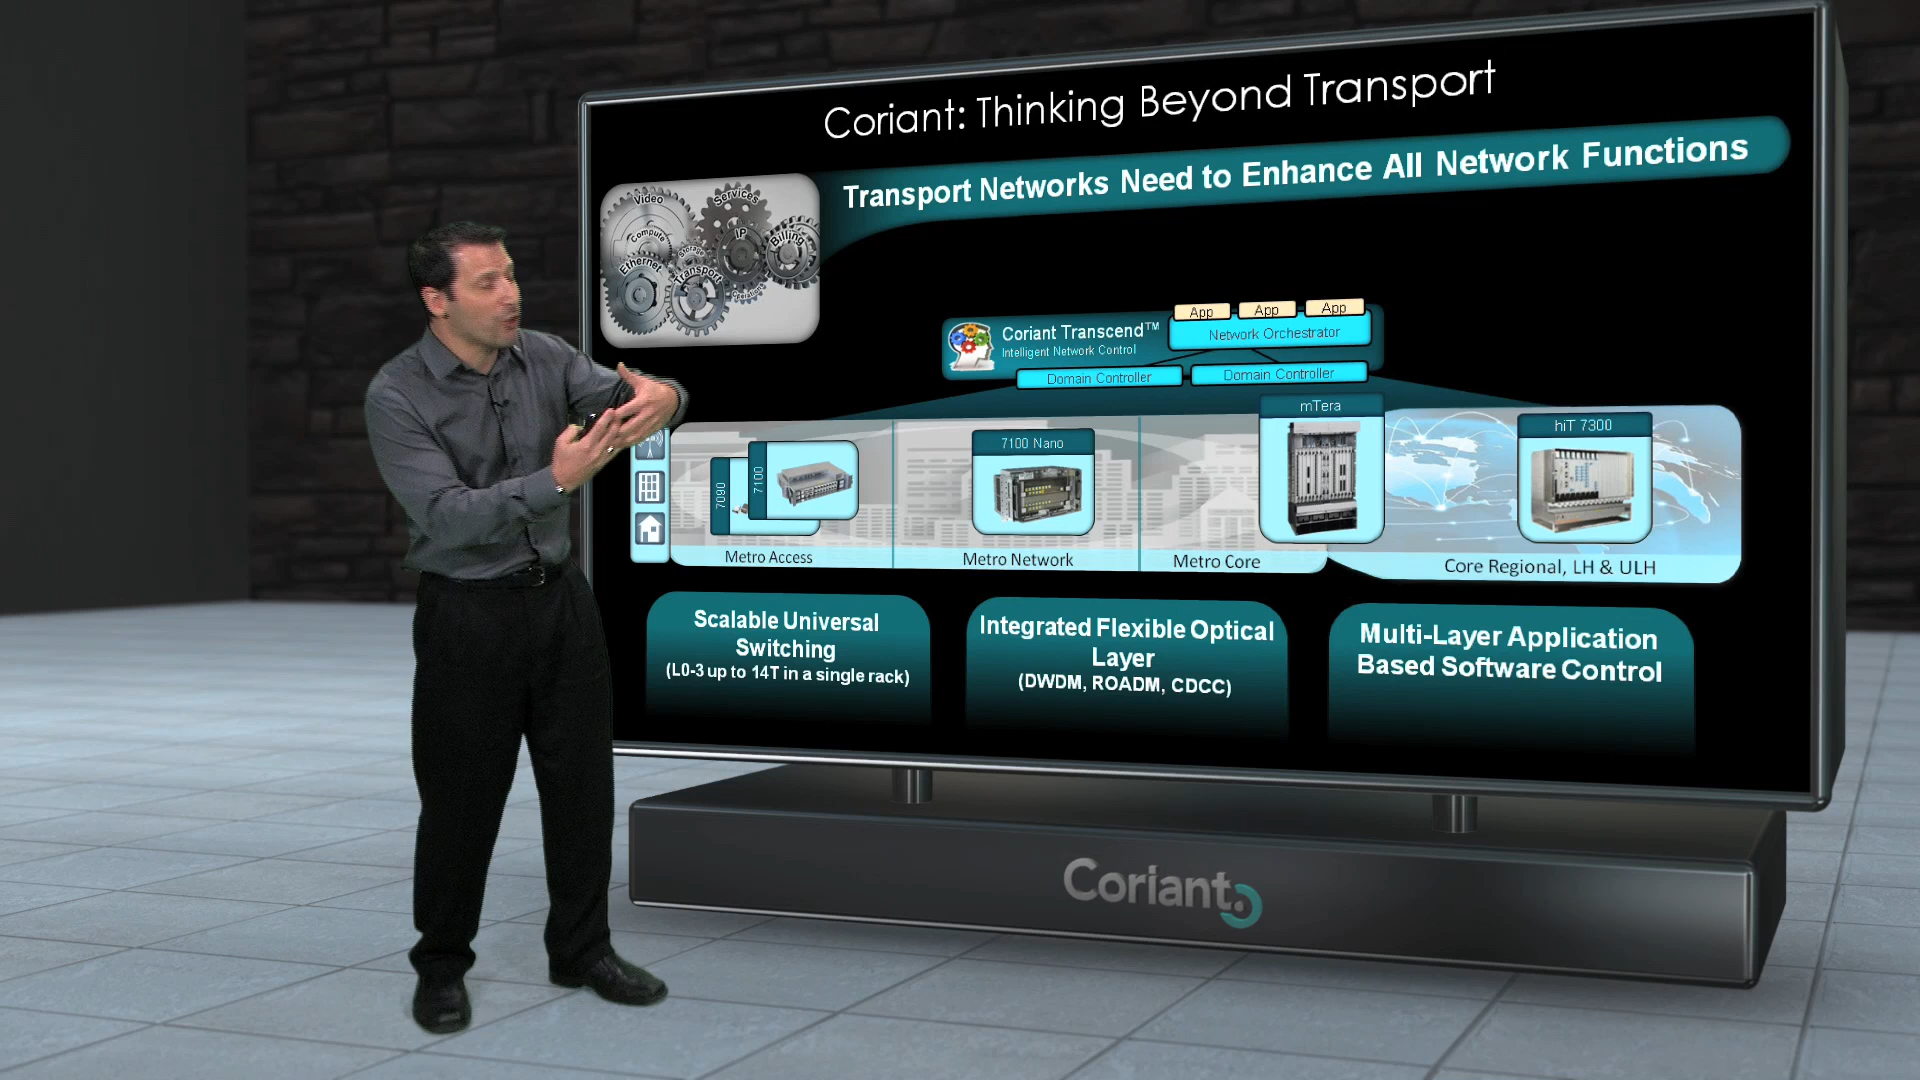 Coriant: Thinking Beyond Transport
Transport Networks Need to Enhance All Network Functions
Video
Services
Compute
IP
Billing
Storage
Ethernet
Transport
Operations
App
App
App
Coriant Transcend™
Network Orchestrator
Intelligent Network Control
Domain Controller
Domain Controller
mTera
hiT 7300
7100 Nano
7090
7100
Metro Access
Metro Network
Metro Core
Core Regional, LH & ULH
Scalable Universal
Switching
(L0-3 up to 14T in a single rack)
Integrated Flexible Optical
Layer
(DWDM, ROADM, CDCC)
Multi-Layer Application
Based Software Control
Coriant